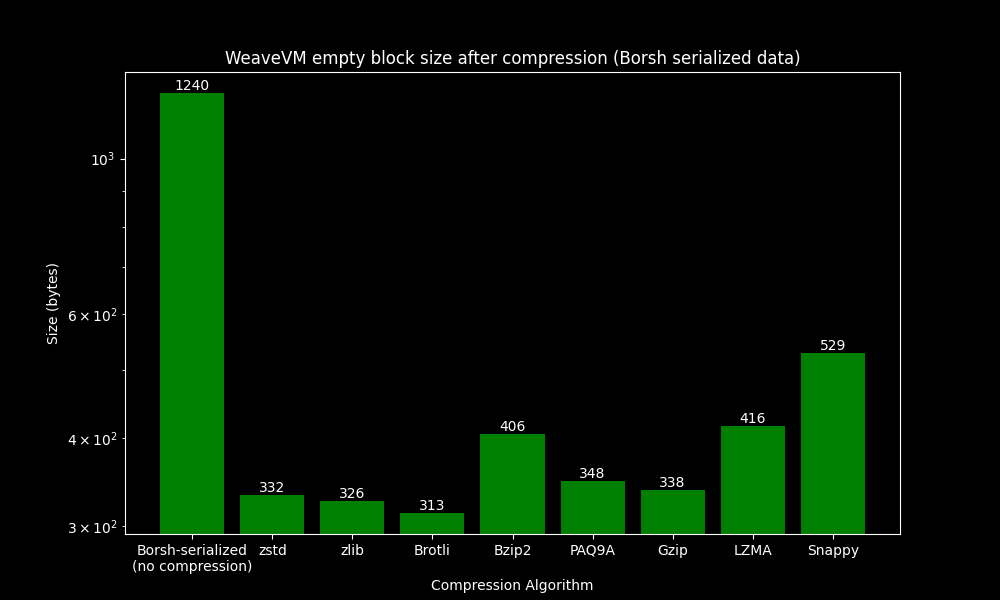 WeaveVM empty block size after compression (Borsh serialized data)
1240
332
326
313
406
348
338
416
529
10³
6 × 10²
4 × 10²
3 × 10²
Size (bytes)
Borsh-serialized
(no compression)
zstd
zlib
Brotli
Bzip2
PAQ9A
Gzip
LZMA
Snappy
Compression Algorithm